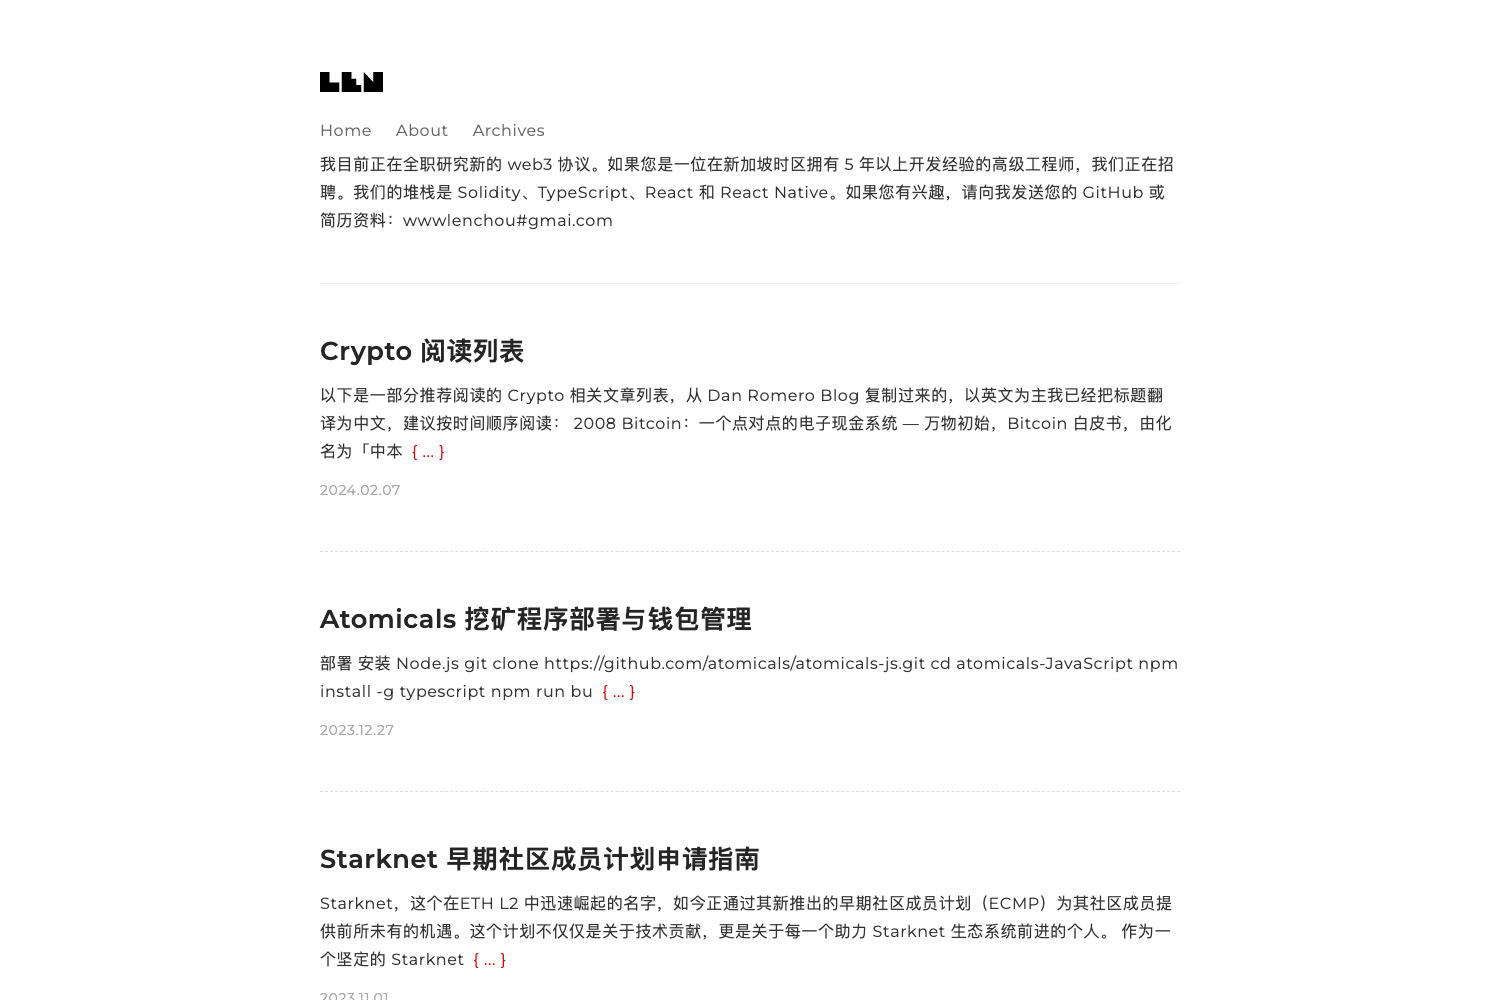 LEN
Home About Archives
我目前正在全职研究新的 web3 协议。如果您是一位在新加坡时区拥有 5 年以上开发经验的高级工程师，我们正在招
聘。我们的堆栈是 Solidity、TypeScript、React 和 React Native。如果您有兴趣，请向我发送您的 GitHub 或
简历资料：wwwlenchou#gmai.com
Crypto 阅读列表
以下是一部分推荐阅读的 Crypto 相关文章列表，从 Dan Romero Blog 复制过来的，以英文为主我已经把标题翻
译为中文，建议按时间顺序阅读： 2008 Bitcoin：一个点对点的电子现金系统 — 万物初始，Bitcoin 白皮书，由化
名为「中本 { ... }
2024.02.07
Atomicals 挖矿程序部署与钱包管理
部署 安装 Node.js git clone https://github.com/atomicals/atomicals-js.git cd atomicals-JavaScript npm
install -g typescript npm run bu { ... }
2023.12.27
Starknet 早期社区成员计划申请指南
Starknet，这个在ETH L2 中迅速崛起的名字，如今正通过其新推出的早期社区成员计划（ECMP）为其社区成员提
供前所未有的机遇。这个计划不仅仅是关于技术贡献，更是关于每一个助力 Starknet 生态系统前进的个人。 作为一
个坚定的 Starknet { ... }
2023.11.01